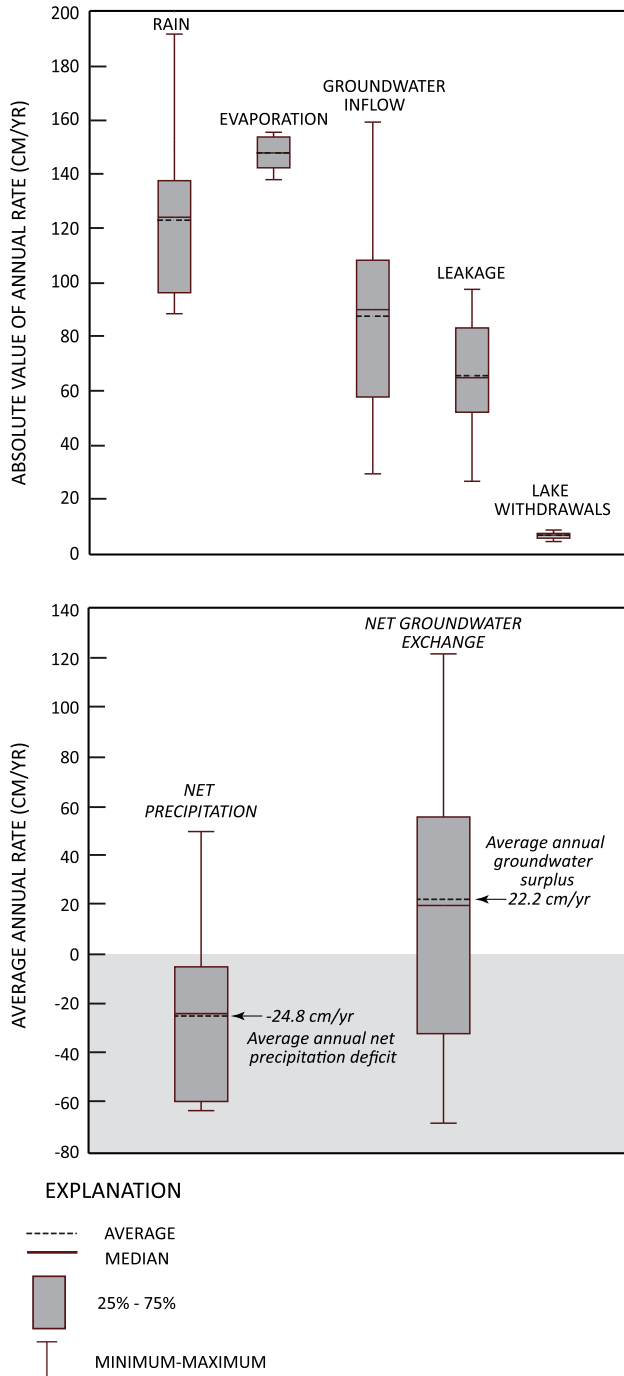 ABSOLUTE VALUE OF ANNUAL RATE (CM/YR)
200
180
160
140
120
100
80
60
40
20
0
RAIN
EVAPORATION
GROUNDWATER
INFLOW
LEAKAGE
LAKE
WITHDRAWALS
AVERAGE ANNUAL RATE (CM/YR)
140
120
100
80
60
40
20
0
-20
-40
-60
-80
NET GROUNDWATER
EXCHANGE
NET
PRECIPITATION
Average annual
groundwater
surplus
22.2 cm/yr
-24.8 cm/yr
Average annual net
precipitation deficit
EXPLANATION
AVERAGE
MEDIAN
25% - 75%
MINIMUM-MAXIMUM